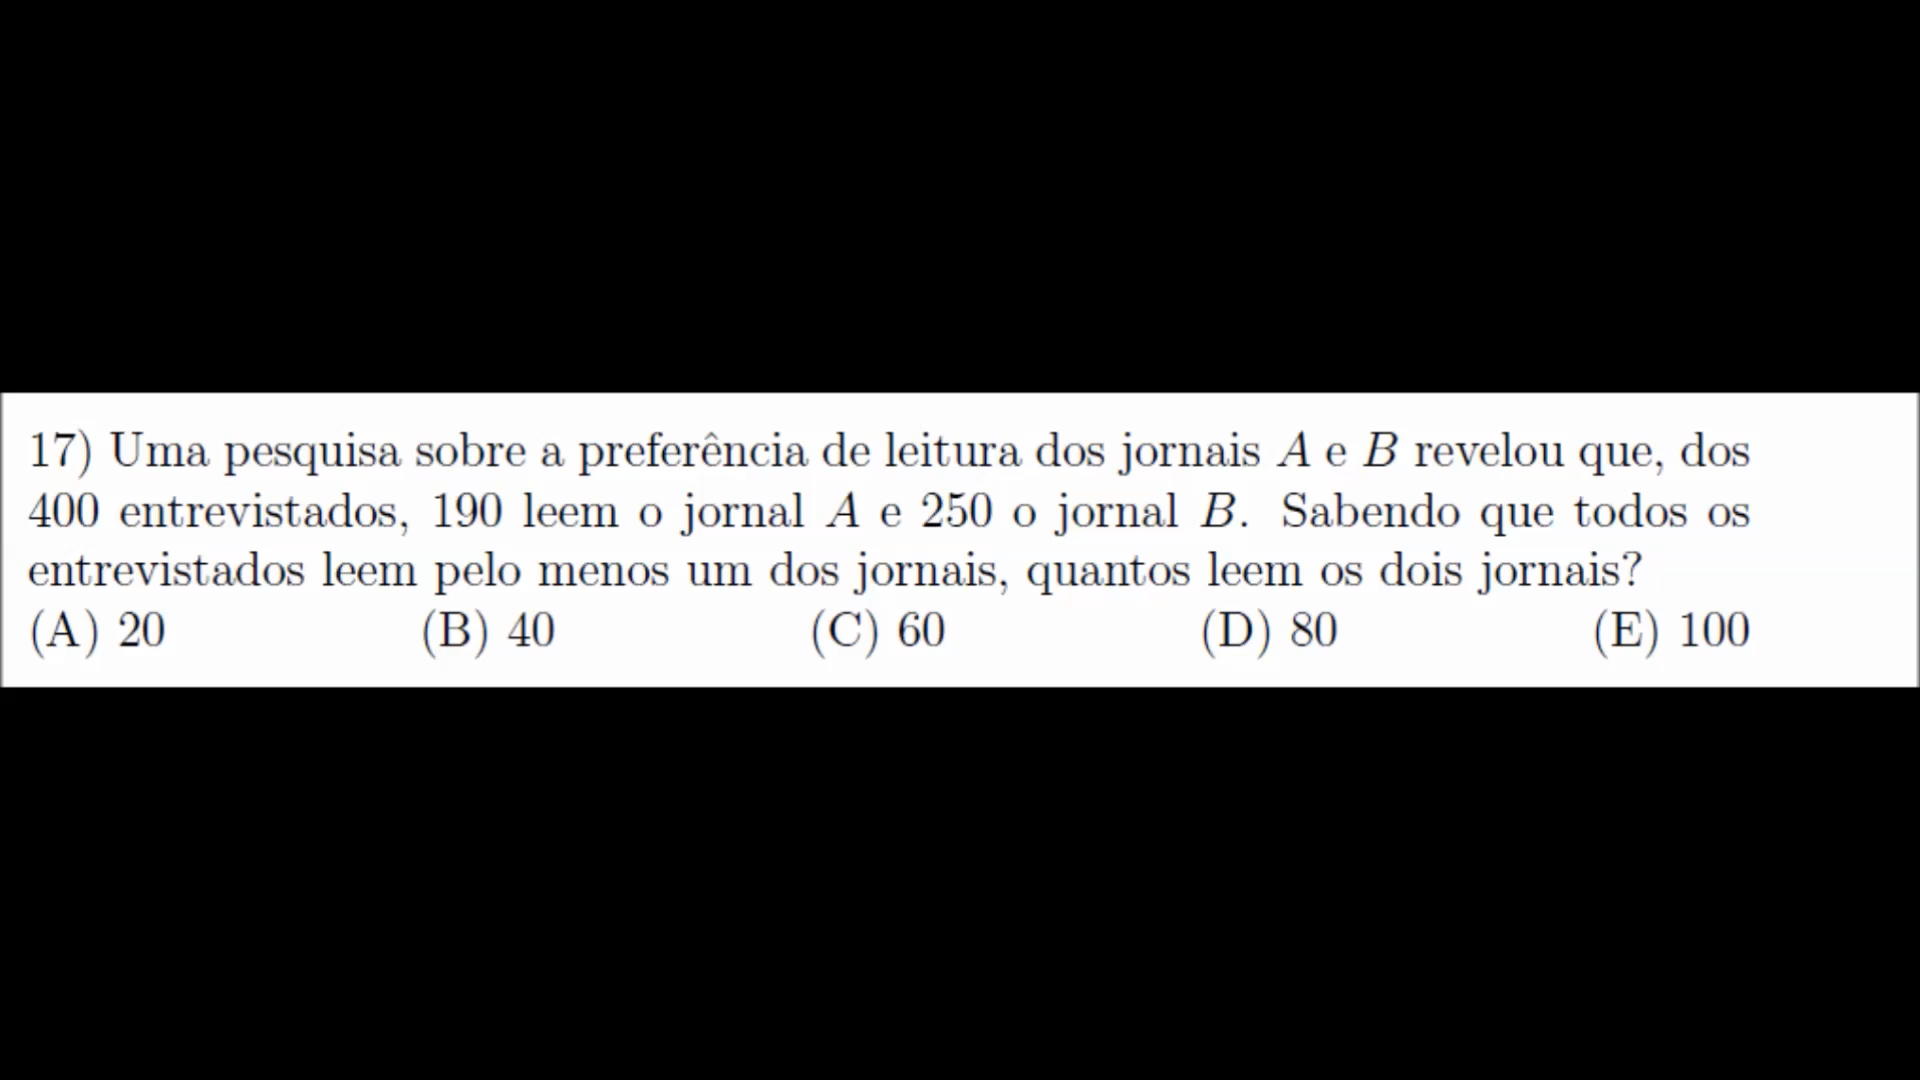 17) Uma pesquisa sobre a preferência de leitura dos jornais A e B revelou que, dos
400 entrevistados, 190 leem o jornal A e 250 o jornal B. Sabendo que todos os
entrevistados leem pelo menos um dos jornais, quantos leem os dois jornais?
(A) 20 (B) 40 (C) 60 (D) 80 (E) 100